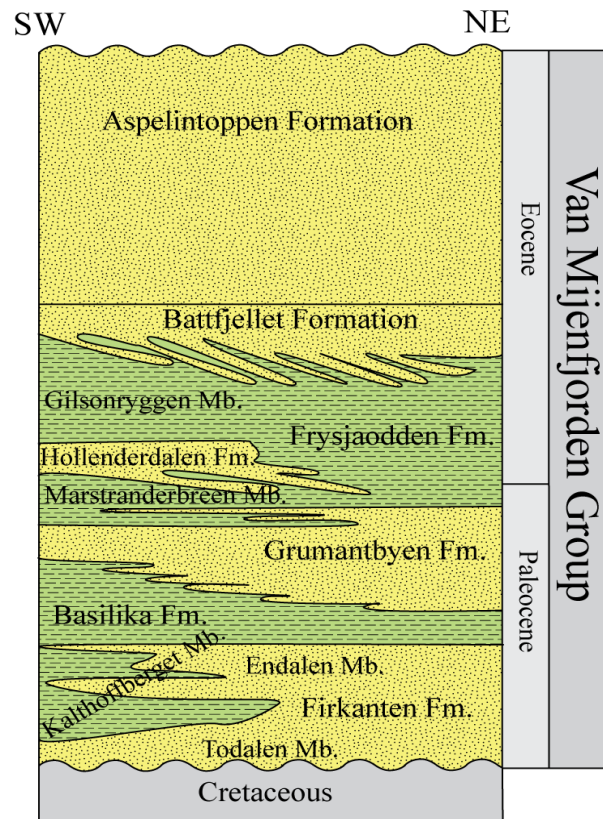 SW
NE
Aspelintoppen Formation
Battfjellet Formation
Gilsonryggen Mb.
Frysjaodden Fm.
Hollenderdalen Fm.
Marstranderbreen Mb.
Grumantbyen Fm.
Basilika Fm.
Kalthoffberget Mb.
Endalen Mb.
Firkanten Fm.
Todalen Mb.
Cretaceous
Eocene
Paleocene
Van Mijenfjorden Group